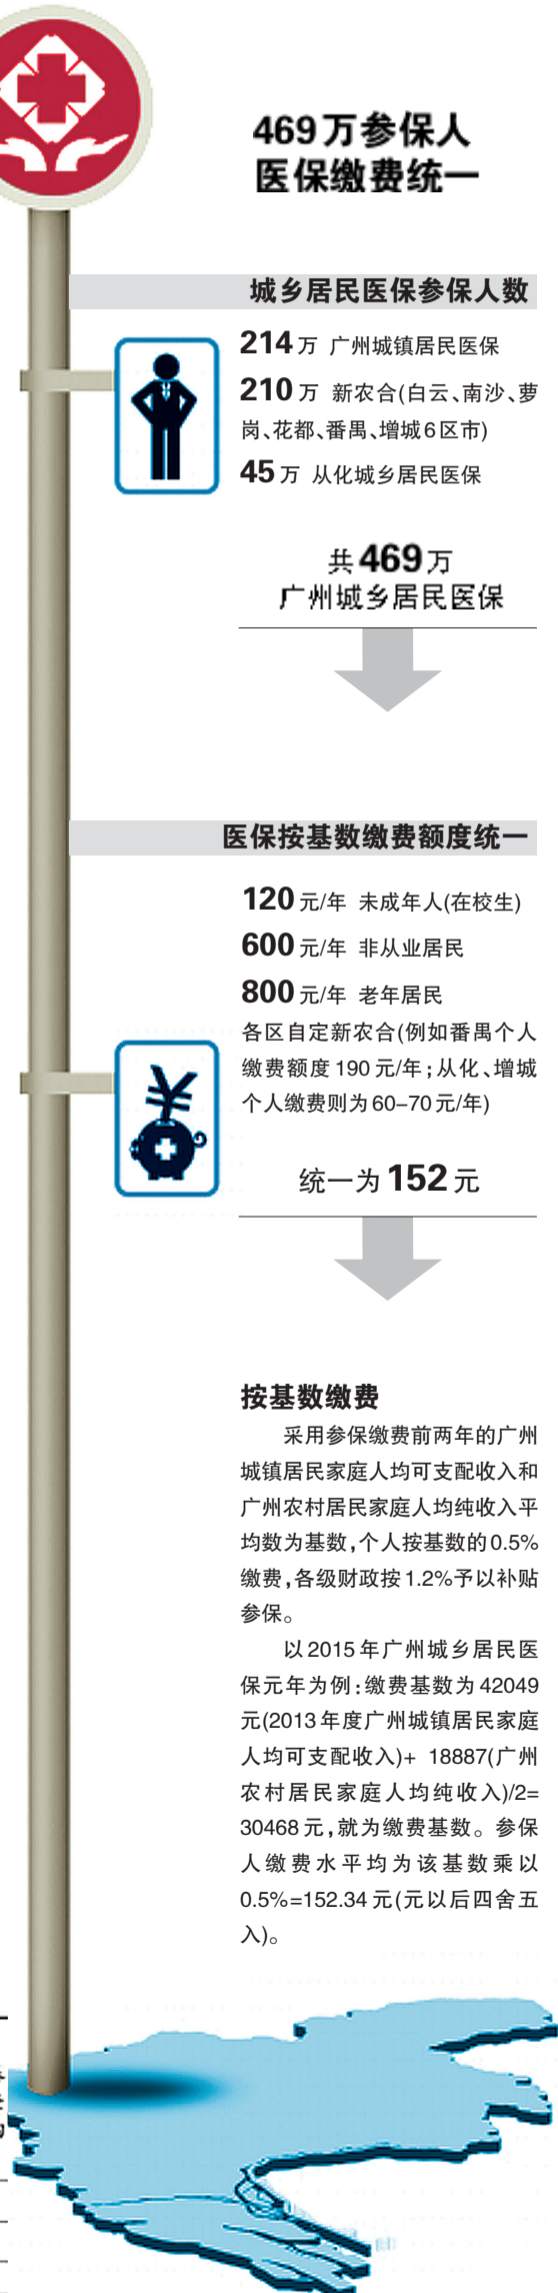 469万参保人
医保缴费统一
城乡居民医保参保人数
214万 广州城镇居民医保
210万 新农合(白云、南沙、萝
岗、花都、番禺、增城6区市)
45万 从化城乡居民医保
共469万
广州城乡居民医保
医保按基数缴费额度统一
120元/年 未成年人(在校生)
600元/年 非从业居民
800元/年 老年居民
各区自定新农合(例如番禺个人
缴费额度190元/年;从化、增城
个人缴费则为60–70元/年)
¥
统一为152元
按基数缴费
采用参保缴费前两年的广州
城镇居民家庭人均可支配收入和
广州农村居民家庭人均纯收入平
均数为基数,个人按基数的0.5%
缴费,各级财政按1.2%予以补贴
参保。
以2015年广州城乡居民医
保元年为例:缴费基数为42049
元(2013年度广州城镇居民家庭
人均可支配收入)+ 18887(广州
农村居民家庭人均纯收入)/2=
30468元,就为缴费基数。参保
人缴费水平均为该基数乘以
0.5%=152.34元(元以后四舍五
入)。